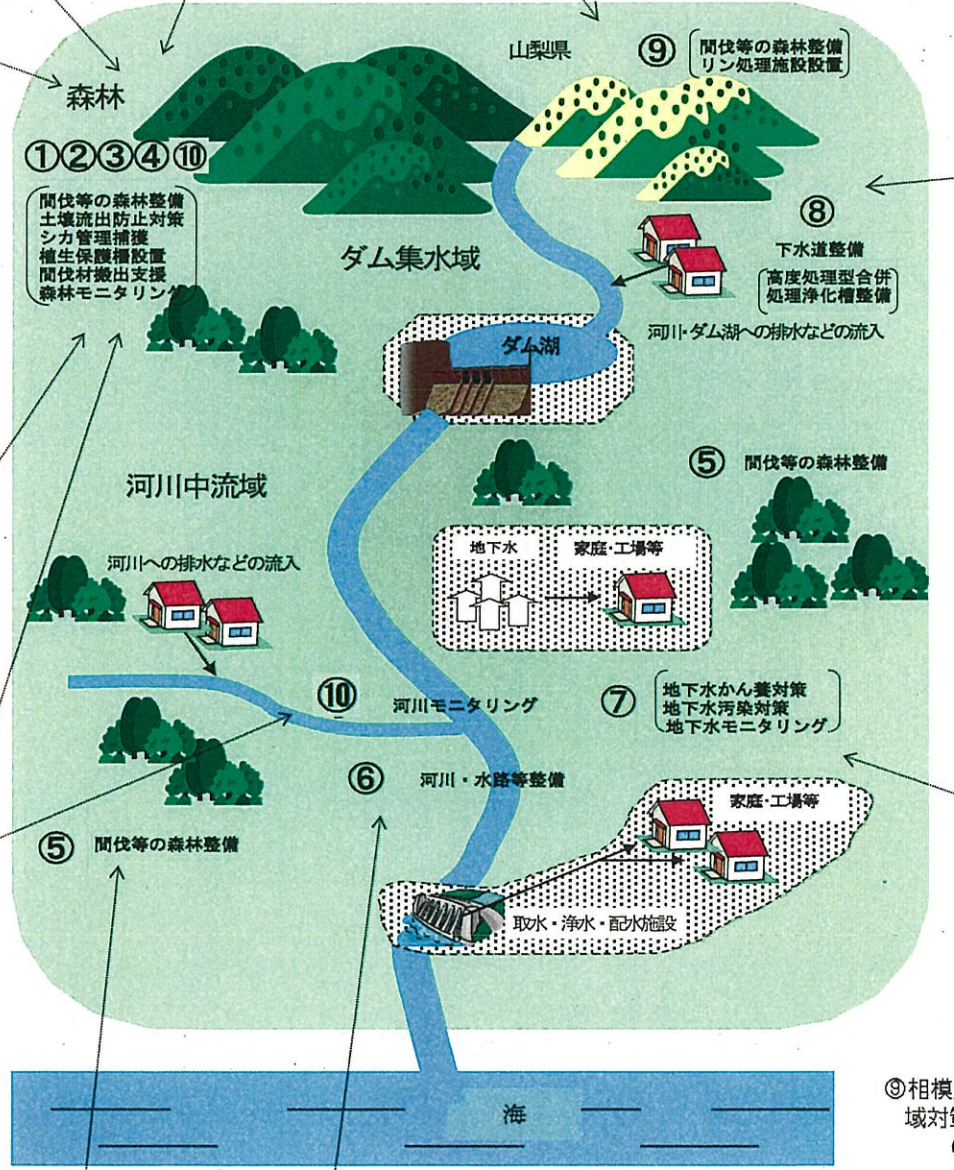 山梨県
⑨
間伐等の森林整備
リン処理施設設置
森林
①②③④⑩
間伐等の森林整備
土壌流出防止対策
シカ管理捕獲
植生保護柵設置
間伐材搬出支援
森林モニタリング
⑧
下水道整備
高度処理型合併
処理浄化槽整備
ダム集水域
河川・ダム湖への排水などの流入
ダム湖
⑤ 間伐等の森林整備
河川中流域
地下水
家庭・工場等
河川への排水などの流入
⑩ 河川モニタリング
⑦
地下水かん養対策
地下水汚染対策
地下水モニタリング
⑥ 河川・水路等整備
家庭・工場等
⑤ 間伐等の森林整備
取水・浄水・配水施設
海
⑨相模
域対策